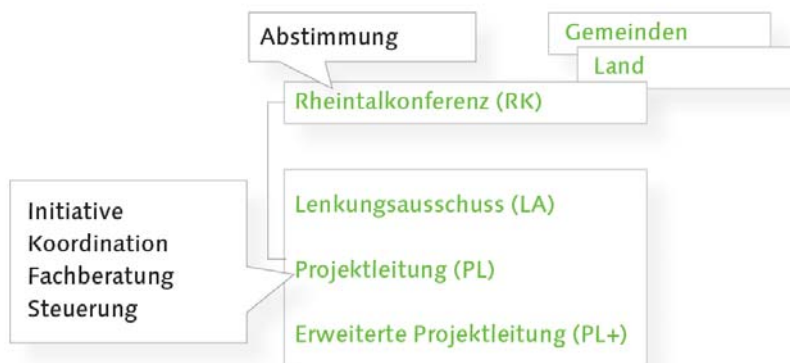 Abstimmung
Gemeinden
Land
Rheintalkonferenz (RK)
Initiative
Koordination
Fachberatung
Steuerung
Lenkungsausschuss (LA)
Projektleitung (PL)
Erweiterte Projektleitung (PL+)